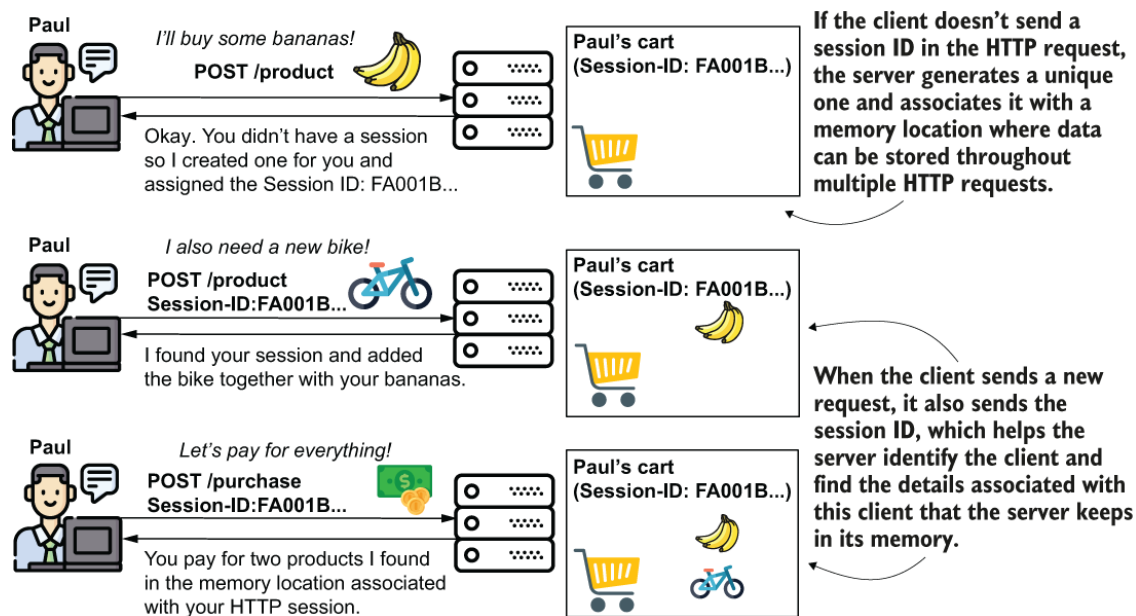 Paul
I'll buy some bananas!
POST /product
Okay. You didn't have a session
so I created one for you and
assigned the Session ID: FA001B...
Paul's cart
(Session-ID: FA001B...)
If the client doesn't send a
session ID in the HTTP request,
the server generates a unique
one and associates it with a
memory location where data
can be stored throughout
multiple HTTP requests.
Paul
I also need a new bike!
POST /product
Session-ID:FA001B...
I found your session and added
the bike together with your bananas.
Paul's cart
(Session-ID: FA001B...)
When the client sends a new
request, it also sends the
session ID, which helps the
server identify the client and
find the details associated with
this client that the server keeps
in its memory.
Paul
Let's pay for everything!
POST /purchase
Session-ID:FA001B...
You pay for two products I found
in the memory location associated
with your HTTP session.
Paul's cart
(Session-ID: FA001B...)